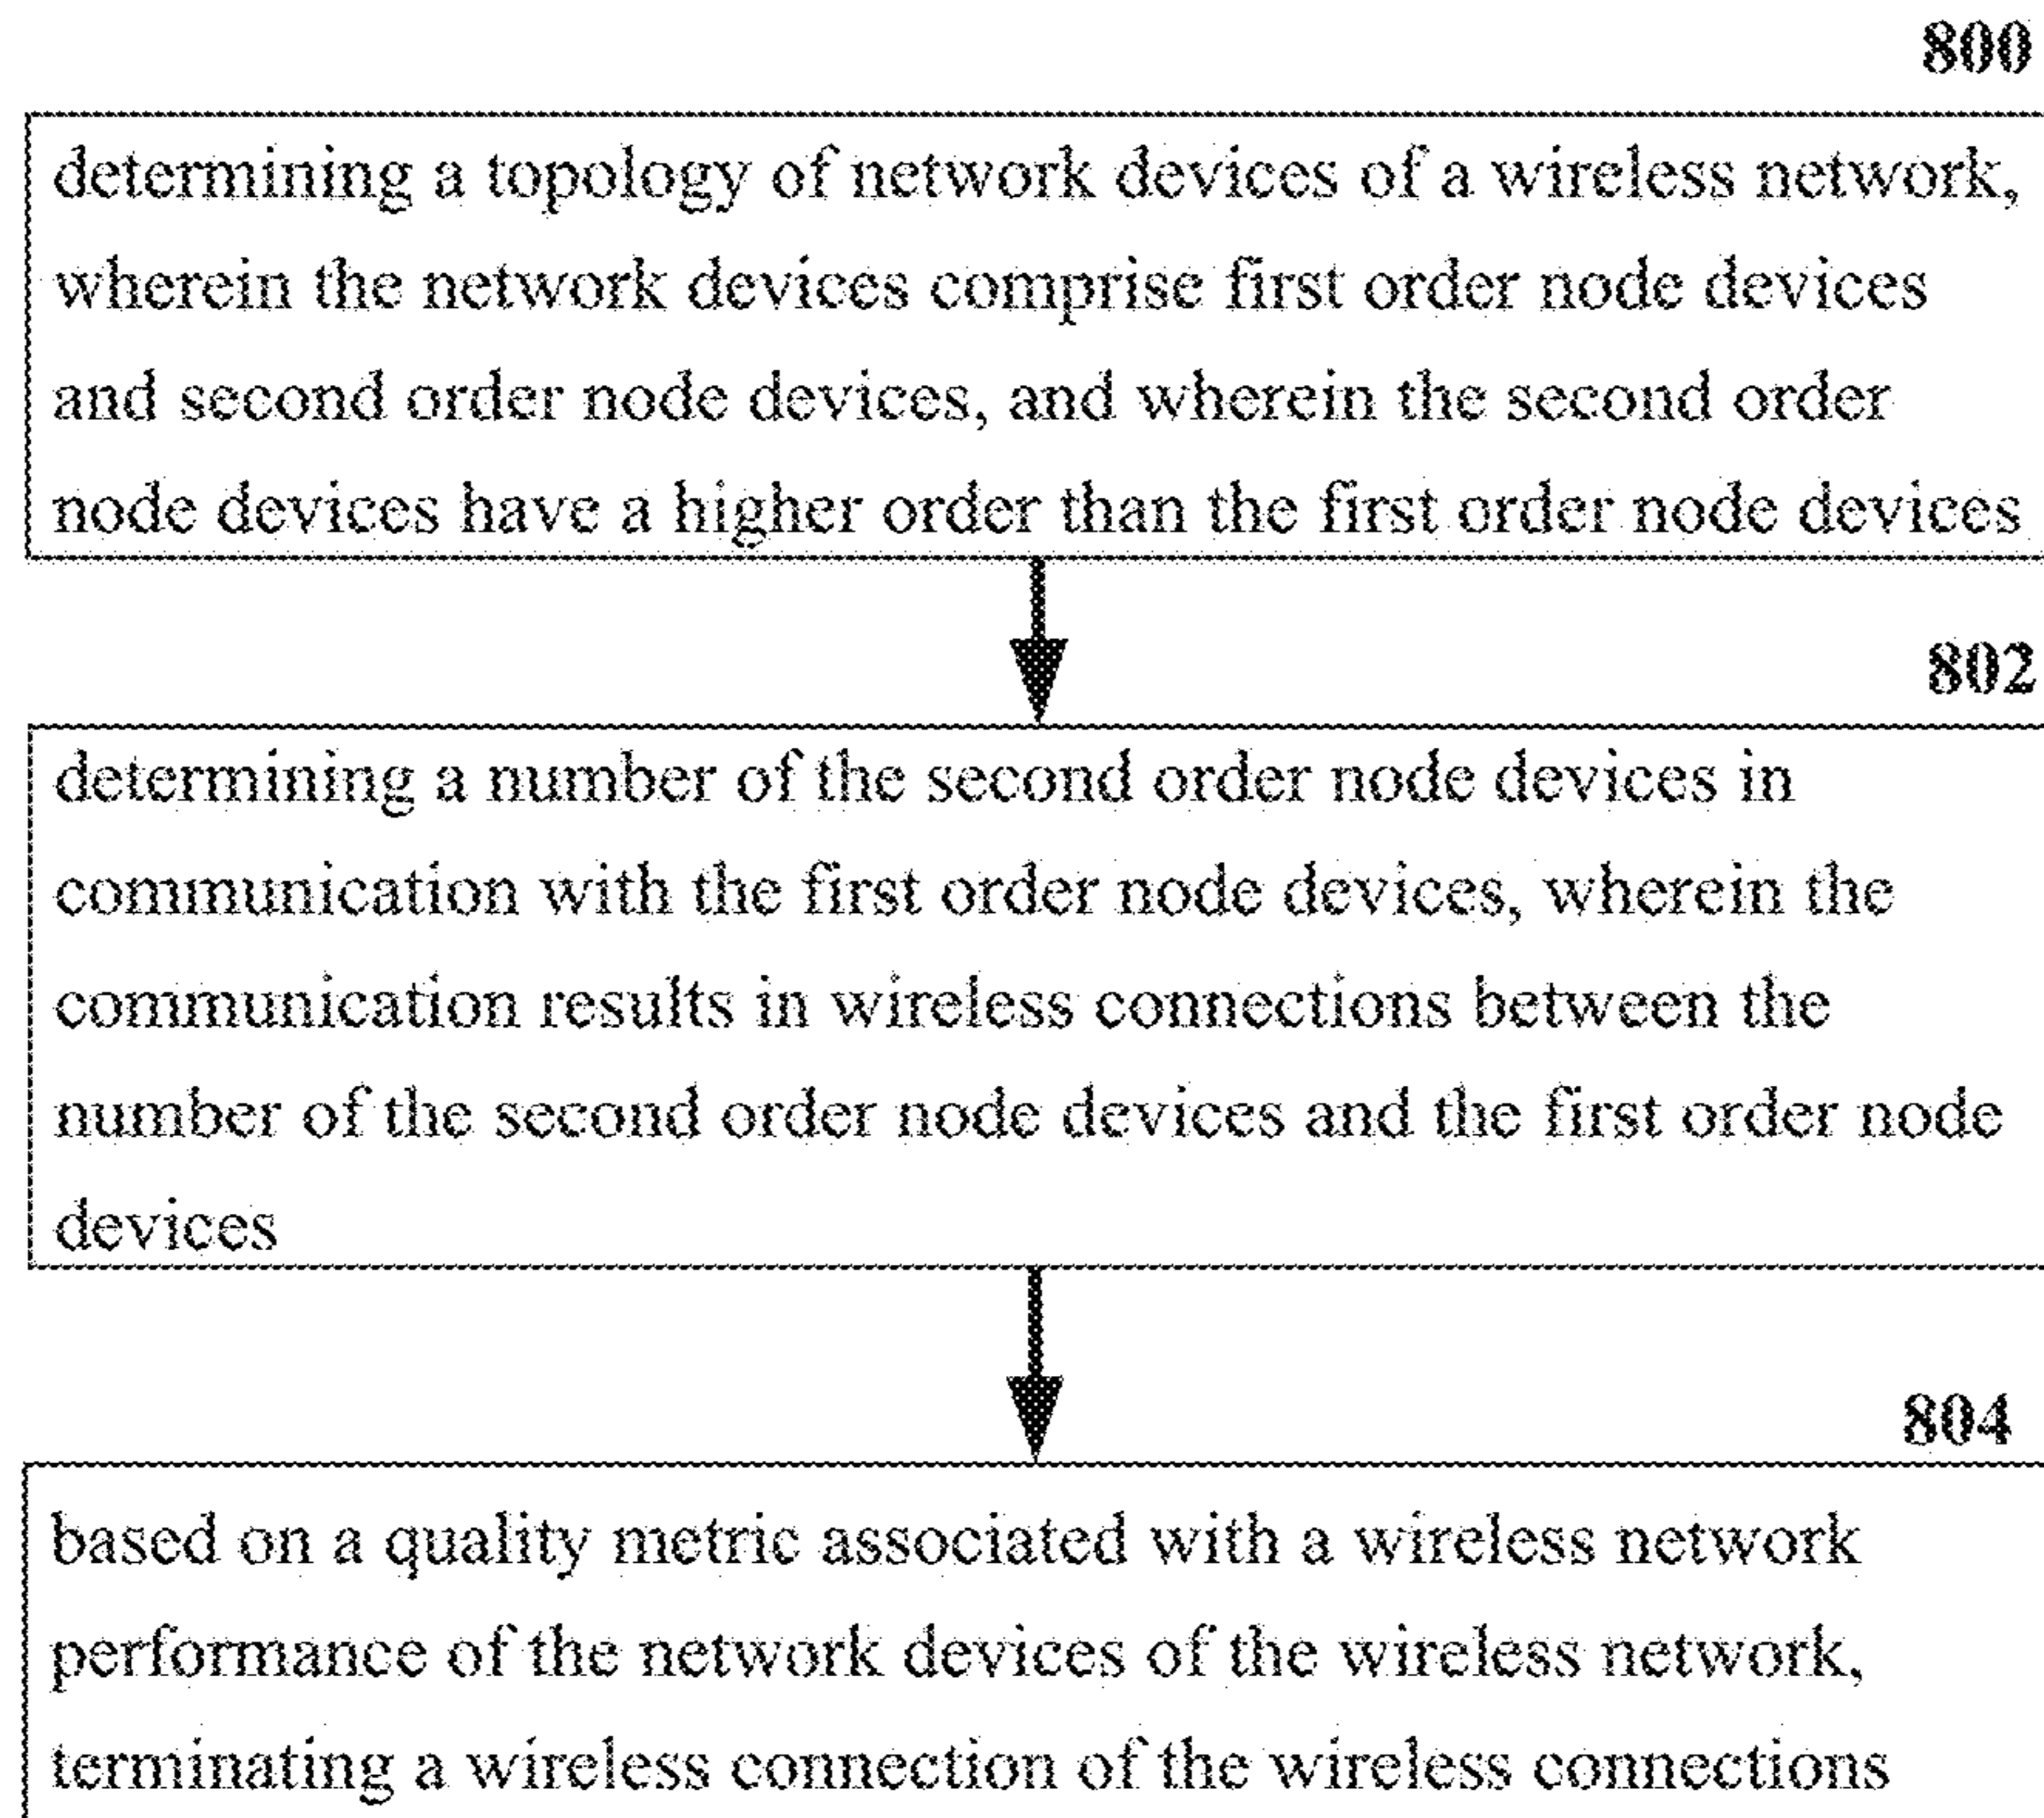 800
determining a topology of network devices of a wireless network,
wherein the network devices comprise first order node devices
and second order node devices, and wherein the second order
node devices have a higher order than the first order node devices
802
determining a number of the second order node devices in
communication with the first order node devices, wherein the
communication results in wireless connections between the
number of the second order node devices and the first order node
devices
804
based on a quality metric associated with a wireless network
performance of the network devices of the wireless network,
terminating a wireless connection of the wireless connections